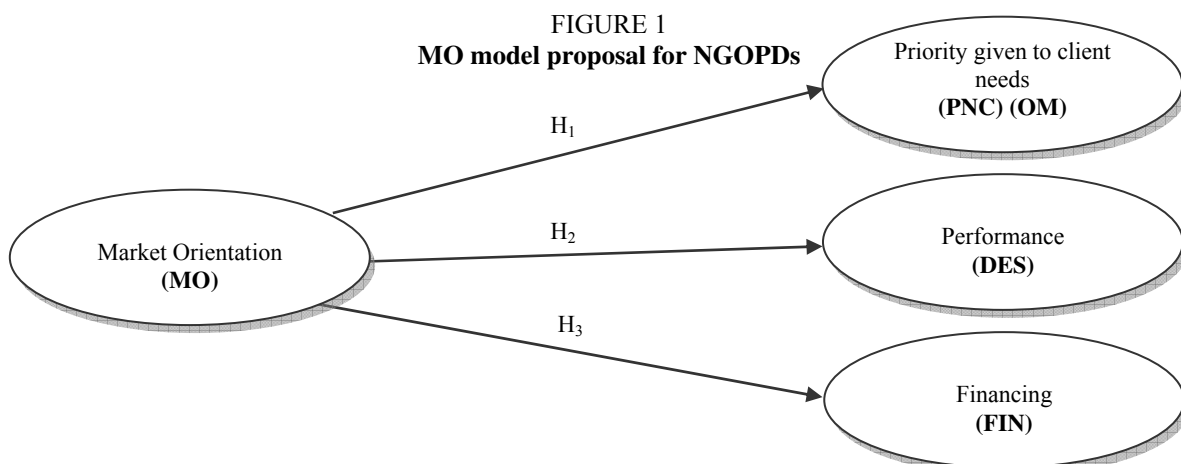 FIGURE 1
MO model proposal for NGOPDs
Priority given to client
needs
(PNC) (OM)
H₁
Market Orientation
(MO)
H₂
Performance
(DES)
H₃
Financing
(FIN)